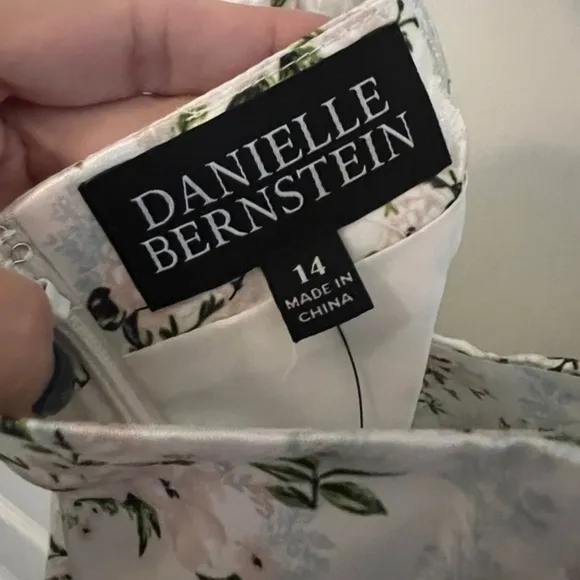 DANIELLE
BERNSTEIN
14
MADE IN
CHINA